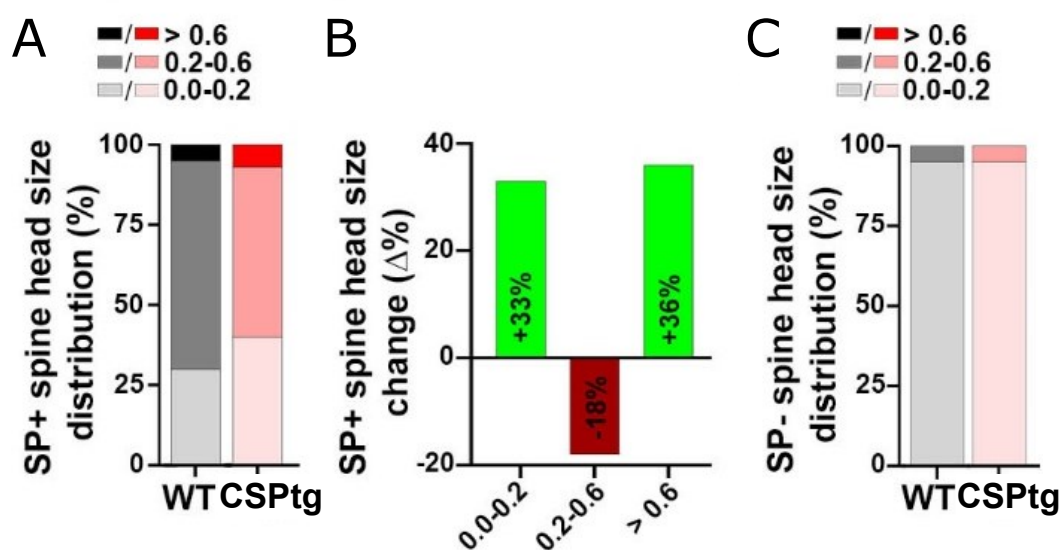 A
/ > 0.6
/ 0.2-0.6
/ 0.0-0.2
SP+ spine head size
distribution (%)
100
75
50
25
0
WT CSPtg
B
SP+ spine head size
change (Δ%)
40
20
0
-20
+33%
-18%
+36%
0.0-0.2
0.2-0.6
> 0.6
C
/ > 0.6
/ 0.2-0.6
/ 0.0-0.2
SP- spine head size
distribution (%)
100
75
50
25
0
WT CSPtg